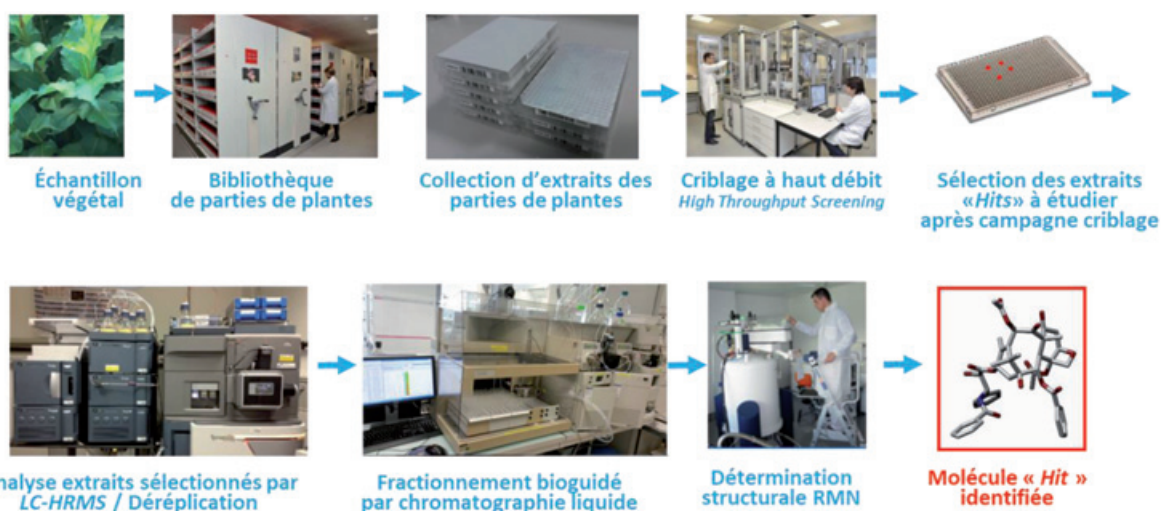 Échantillon
végétal
Bibliothèque
de parties de plantes
Collection d'extraits des
parties de plantes
Criblage à haut débit
High Throughput Screening
Sélection des extraits
«Hits» à étudier
après campagne criblage
nalyse extraits sélectionnés par
LC-HRMS / Déréplication
Fractionnement bioguidé
par chromatographie liquide
Détermination
structurale RMN
Molécule « Hit »
identifiée